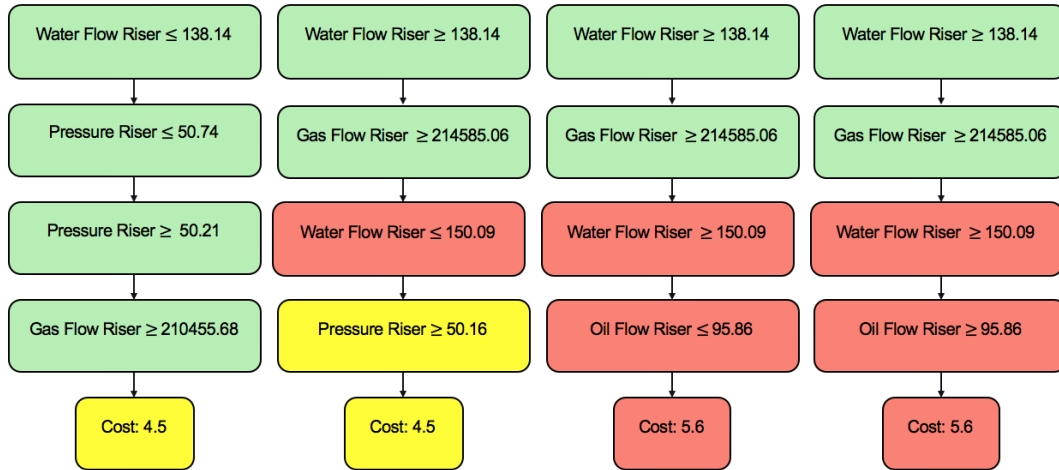 Water Flow Riser ≤ 138.14
Pressure Riser ≤ 50.74
Pressure Riser ≥ 50.21
Gas Flow Riser ≥ 210455.68
Cost: 4.5
Water Flow Riser ≥ 138.14
Gas Flow Riser ≥ 214585.06
Water Flow Riser ≤ 150.09
Pressure Riser ≥ 50.16
Cost: 4.5
Water Flow Riser ≥ 138.14
Gas Flow Riser ≥ 214585.06
Water Flow Riser ≥ 150.09
Oil Flow Riser ≤ 95.86
Cost: 5.6
Water Flow Riser ≥ 138.14
Gas Flow Riser ≥ 214585.06
Water Flow Riser ≥ 150.09
Oil Flow Riser ≥ 95.86
Cost: 5.6